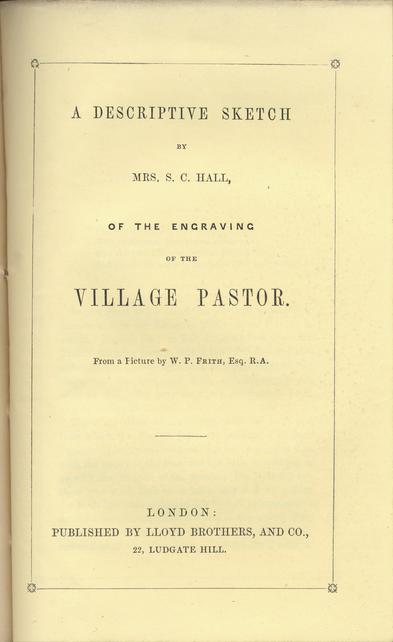 A DESCRIPTIVE SKETCH
BY
MRS. S. C. HALL,
OF THE ENGRAVING
OF THE
VILLAGE PASTOR.
From a Picture by W. P. FRITH, Esq. R.A.
LONDON:
PUBLISHED BY LLOYD BROTHERS, AND CO.,
22, LUDGATE HILL.